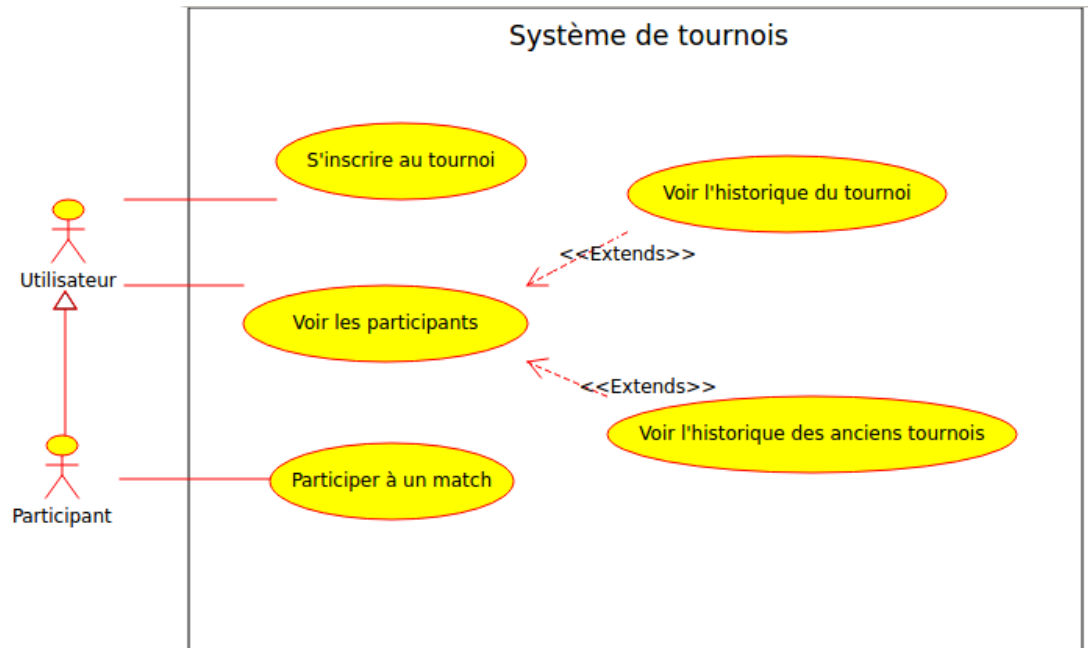 Système de tournois
S'inscrire au tournoi
Voir l'historique du tournoi
<<Extends>>
Utilisateur
Voir les participants
<<Extends>>
Voir l'historique des anciens tournois
Participer à un match
Participant